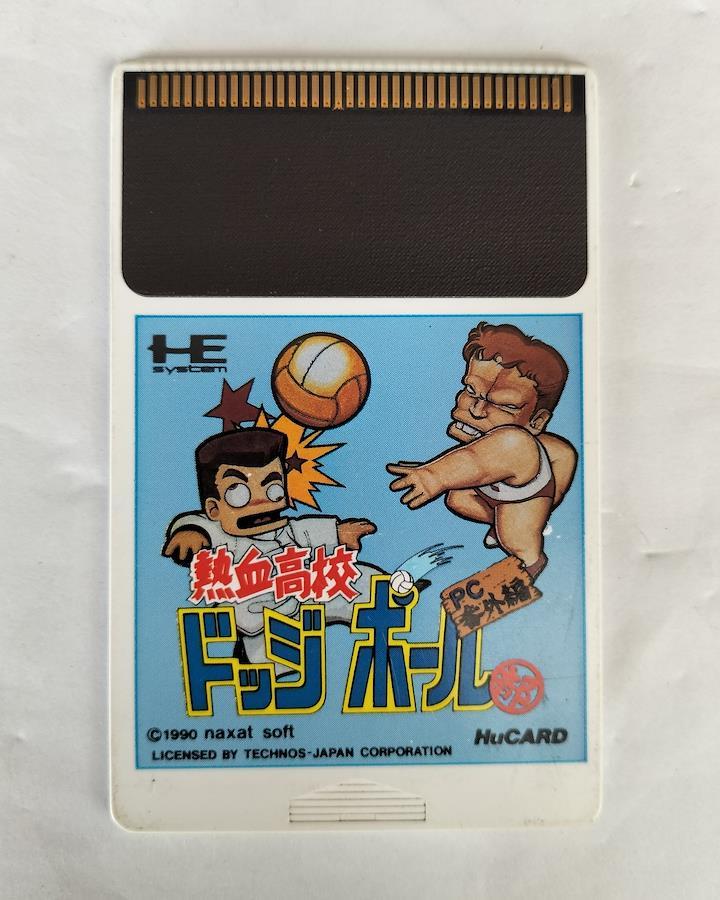 HE
system
熱血高校
ドッジボール
部
PC
番外編
©1990 naxat soft
HuCARD
LICENSED BY TECHNOS-JAPAN CORPORATION